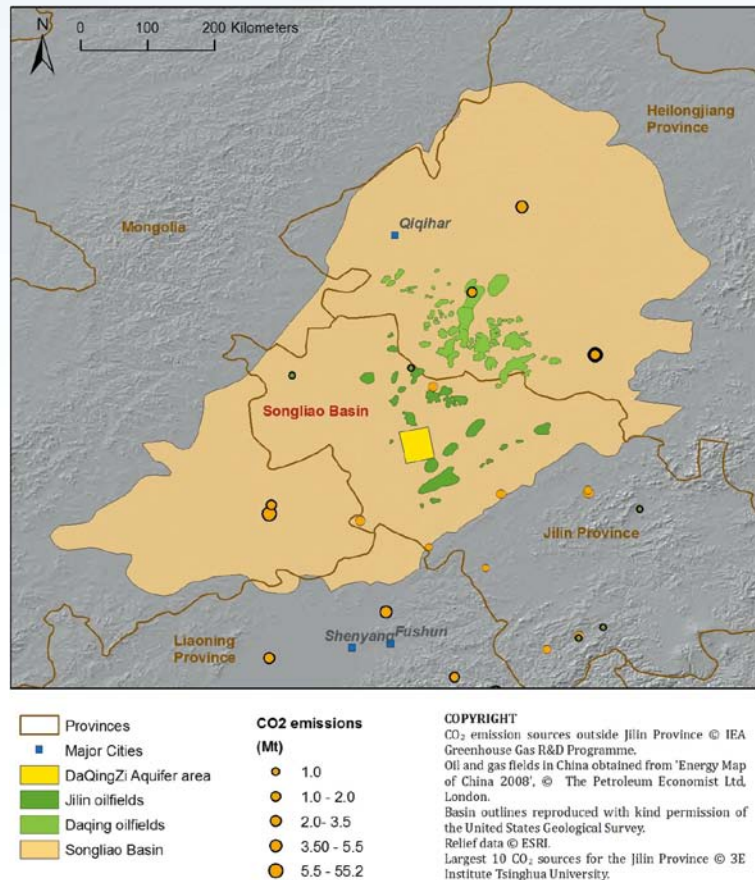 N
0 100 200 Kilometers
Heilongjiang
Province
Mongolia
Qiqihar
Songliao Basin
Jilin Province
Liaoning
Province
Shenyang
Fushun
Provinces
Major Cities
DaQingZi Aquifer area
Jilin oilfields
Daqing oilfields
Songliao Basin
CO2 emissions
(Mt)
1.0
1.0 - 2.0
2.0- 3.5
3.50 - 5.5
5.5 - 55.2
COPYRIGHT
CO₂ emission sources outside Jilin Province © IEA
Greenhouse Gas R&D Programme.
Oil and gas fields in China obtained from 'Energy Map
of China 2008', © The Petroleum Economist Ltd,
London.
Basin outlines reproduced with kind permission of
the United States Geological Survey.
Relief data © ESRI.
Largest 10 CO₂ sources for the Jilin Province © 3E
Institute Tsinghua University.